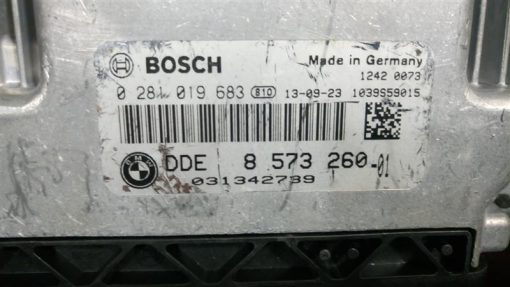 BOSCH
Made in Germany
1242 0073
0 281 019 683 810 13-09-23 1039S59015
BMW
DDE 8 573 260-01
031342739